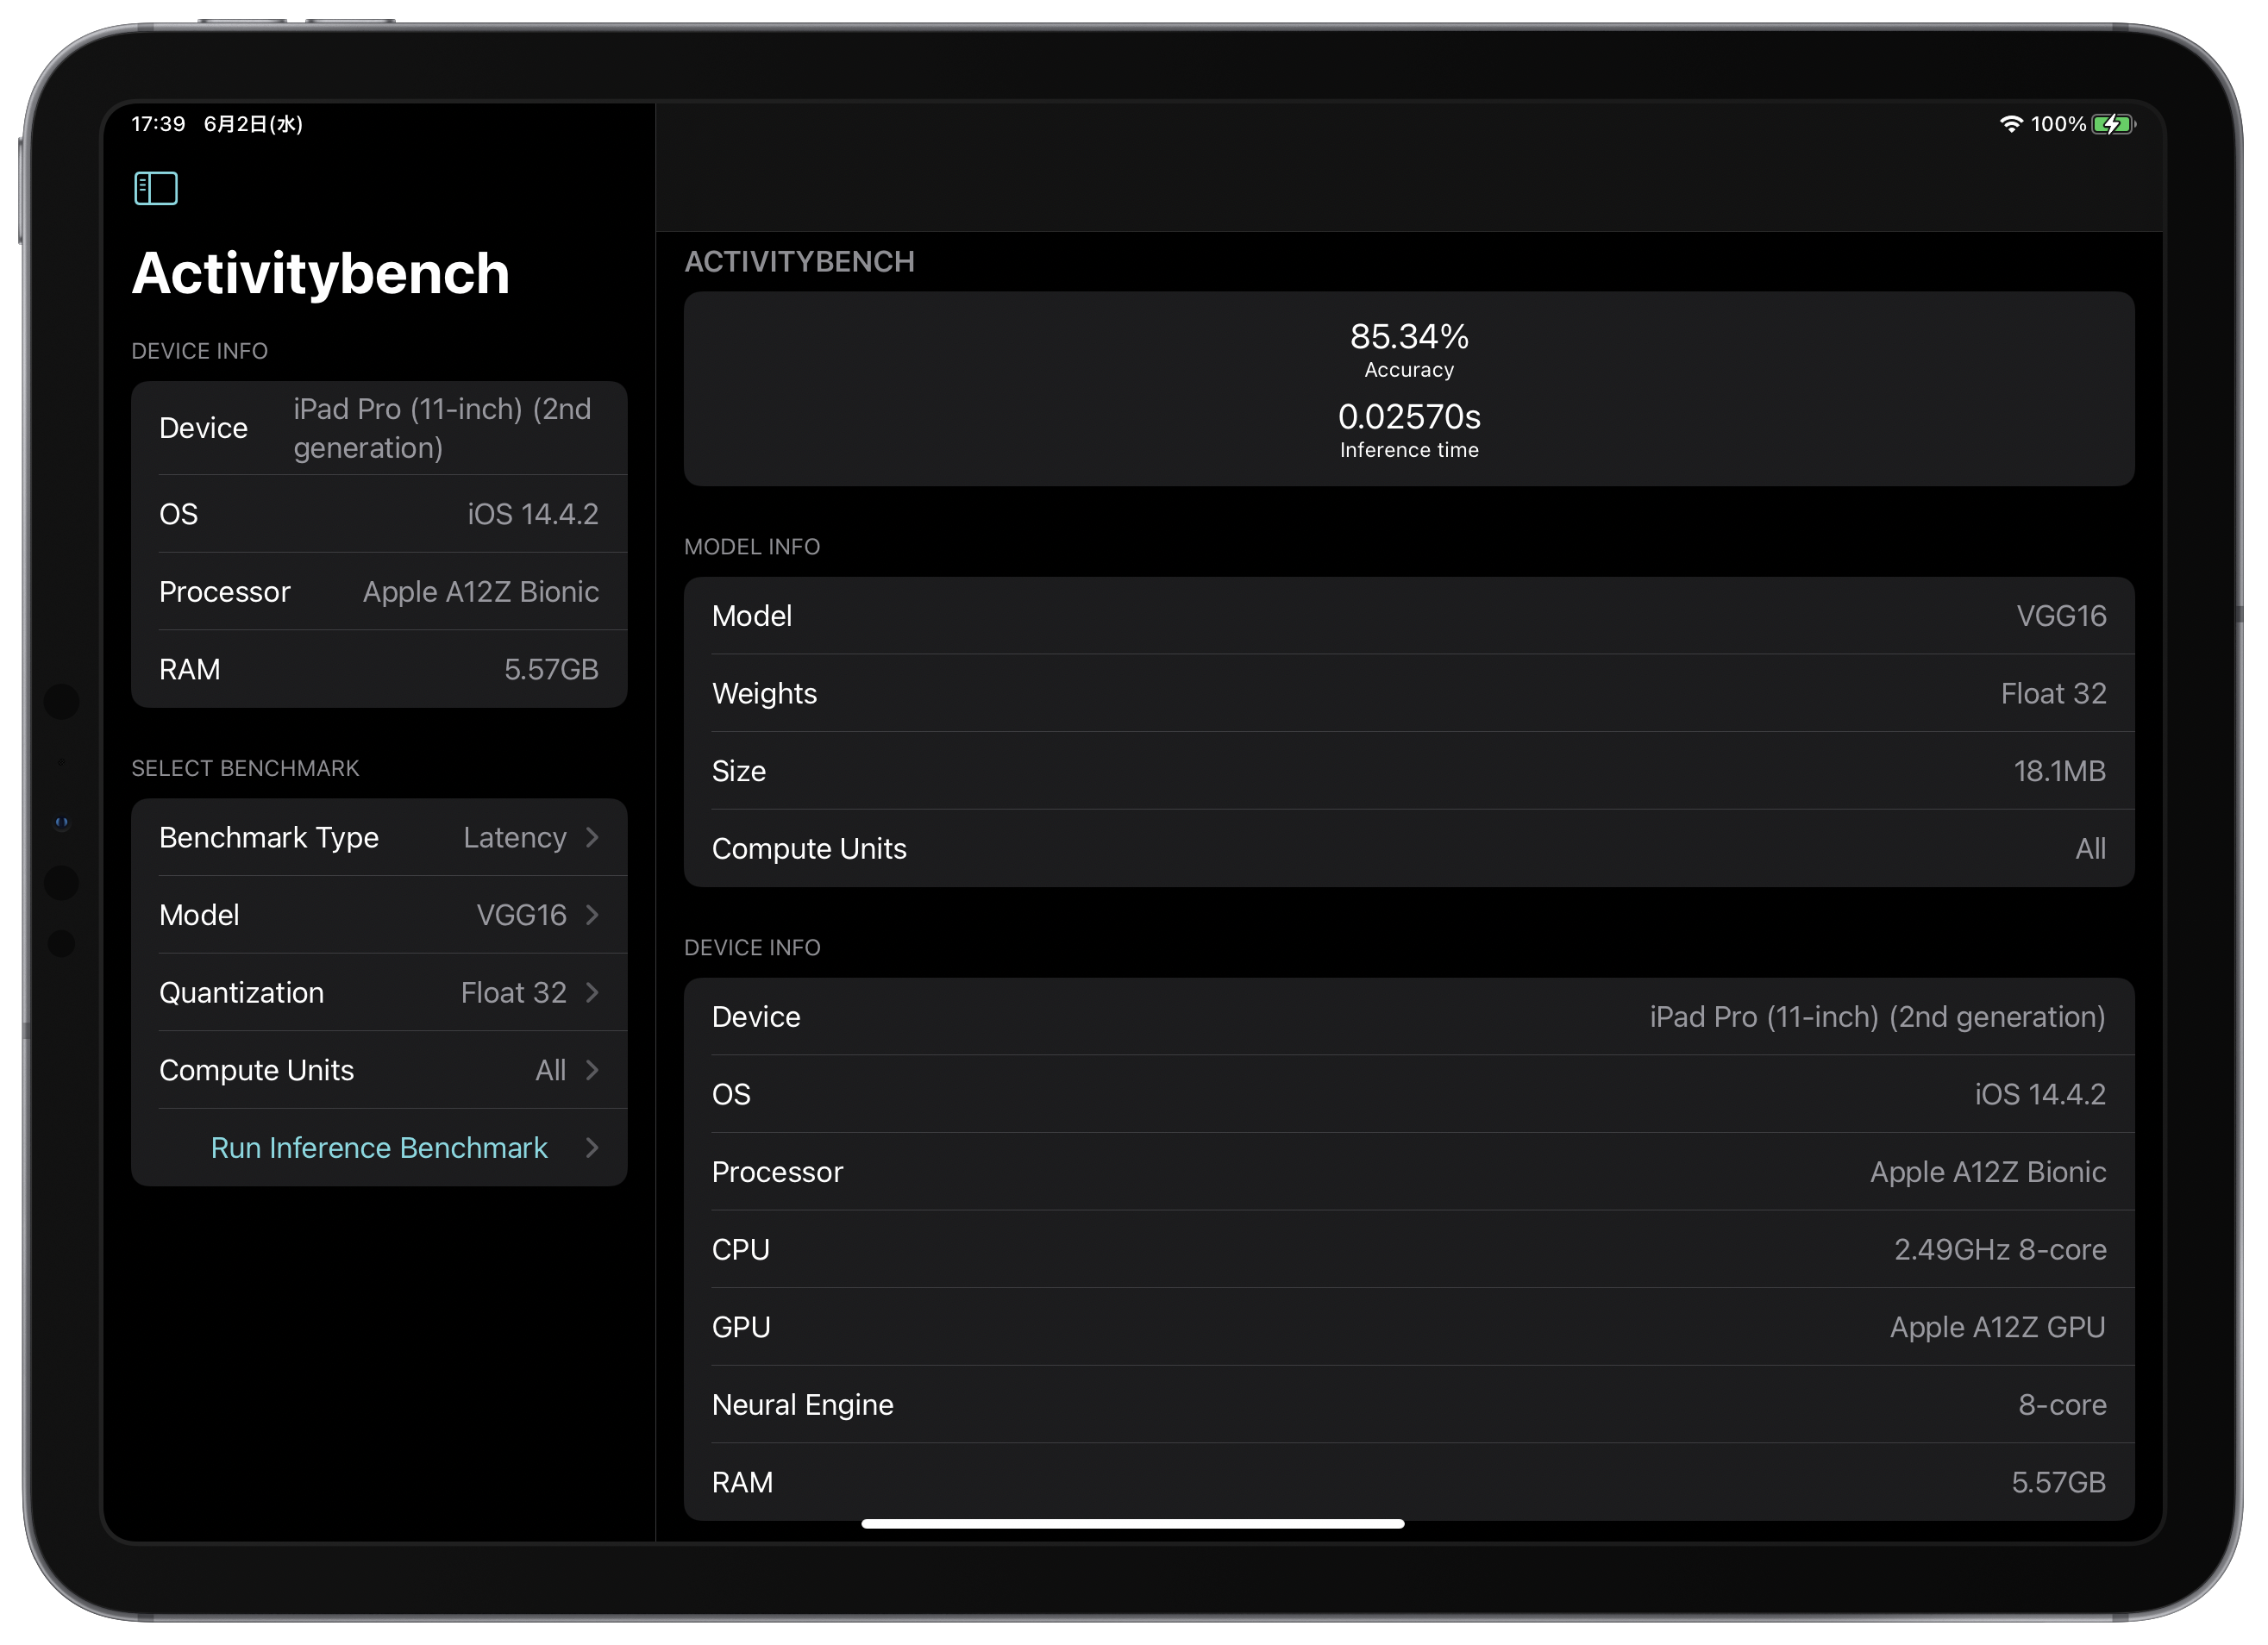 17:39 6月2日(水)
100%
Activitybench
DEVICE INFO
Device iPad Pro (11-inch) (2nd
generation)
OS iOS 14.4.2
Processor Apple A12Z Bionic
RAM 5.57GB
SELECT BENCHMARK
Benchmark Type Latency
Model VGG16
Quantization Float 32
Compute Units All
Run Inference Benchmark
ACTIVITYBENCH
85.34%
Accuracy
0.02570s
Inference time
MODEL INFO
Model VGG16
Weights Float 32
Size 18.1MB
Compute Units All
DEVICE INFO
Device iPad Pro (11-inch) (2nd generation)
OS iOS 14.4.2
Processor Apple A12Z Bionic
CPU 2.49GHz 8-core
GPU Apple A12Z GPU
Neural Engine 8-core
RAM 5.57GB